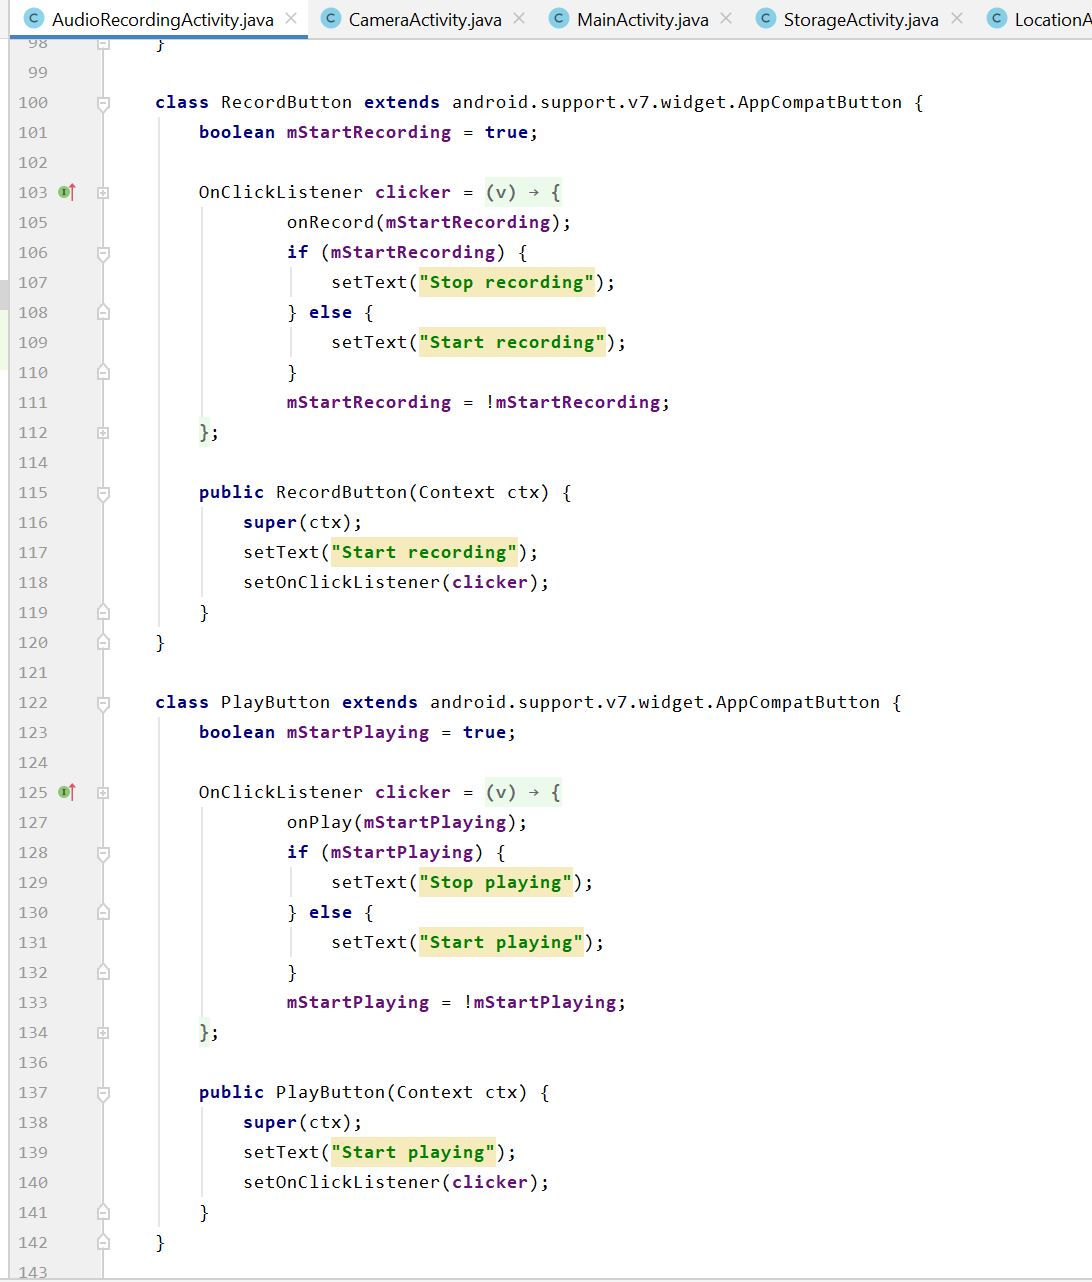 AudioRecordingActivity.java × CameraActivity.java × MainActivity.java × StorageActivity.java × LocationA
98 }
99
100 class RecordButton extends android.support.v7.widget.AppCompatButton {
101 boolean mStartRecording = true;
102
103 OnClickListener clicker = (v) → {
105 onRecord(mStartRecording);
106 if (mStartRecording) {
107 setText("Stop recording");
108 } else {
109 setText("Start recording");
110 }
111 mStartRecording = !mStartRecording;
112 };
114
115 public RecordButton(Context ctx) {
116 super(ctx);
117 setText("Start recording");
118 setOnClickListener(clicker);
119 }
120 }
121
122 class PlayButton extends android.support.v7.widget.AppCompatButton {
123 boolean mStartPlaying = true;
124
125 OnClickListener clicker = (v) → {
127 onPlay(mStartPlaying);
128 if (mStartPlaying) {
129 setText("Stop playing");
130 } else {
131 setText("Start playing");
132 }
133 mStartPlaying = !mStartPlaying;
134 };
136
137 public PlayButton(Context ctx) {
138 super(ctx);
139 setText("Start playing");
140 setOnClickListener(clicker);
141 }
142 }
143